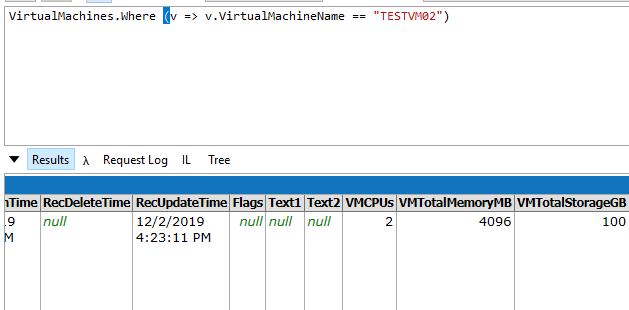 VirtualMachines.Where (v => v.VirtualMachineName == "TESTVM02")
Results λ Request Log IL Tree
nTime RecDeleteTime RecUpdateTime Flags Text1 Text2 VMCPUs VMTotalMemoryMB VMTotalStorageGB
19 null 12/2/2019 null null null 2 4096 100
M 4:23:11 PM